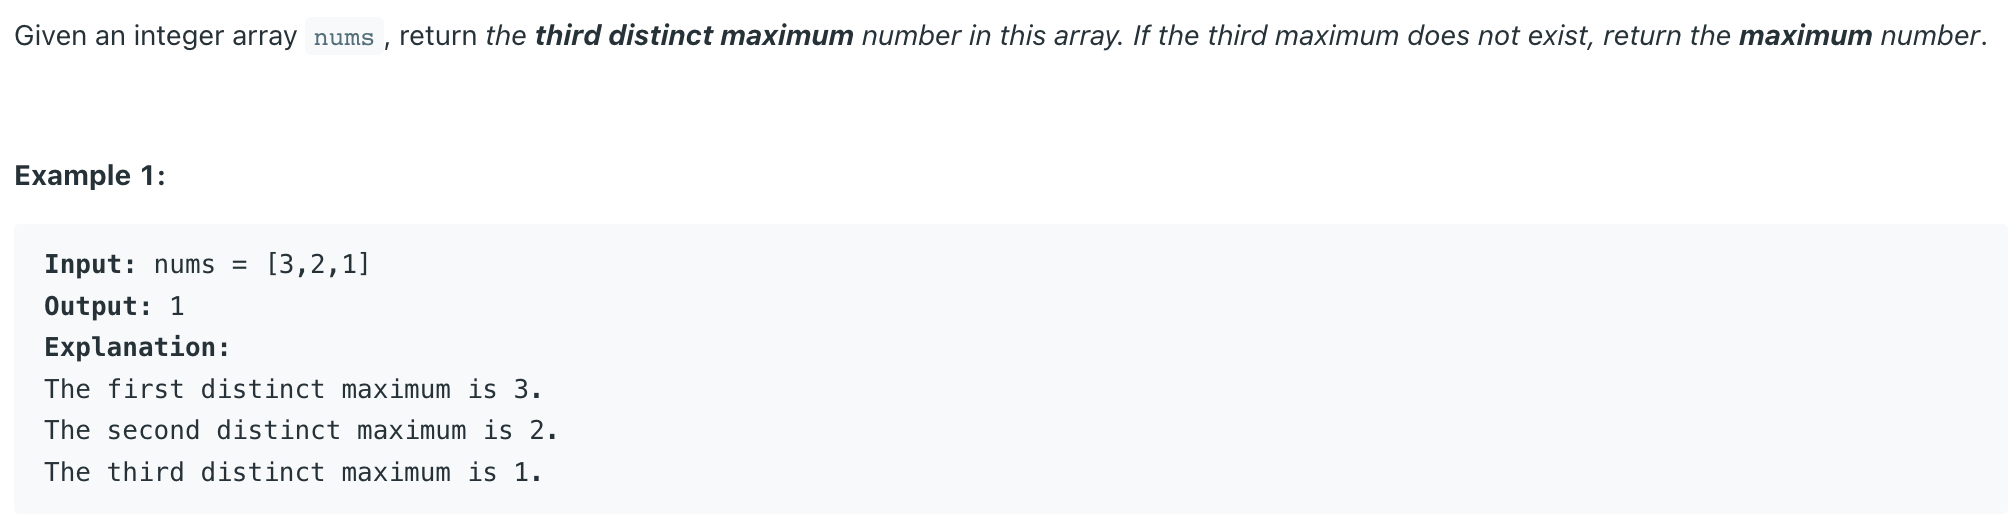 Given an integer array nums , return the third distinct maximum number in this array. If the third maximum does not exist, return the maximum number.
Example 1:
Input: nums = [3,2,1]
Output: 1
Explanation:
The first distinct maximum is 3.
The second distinct maximum is 2.
The third distinct maximum is 1.